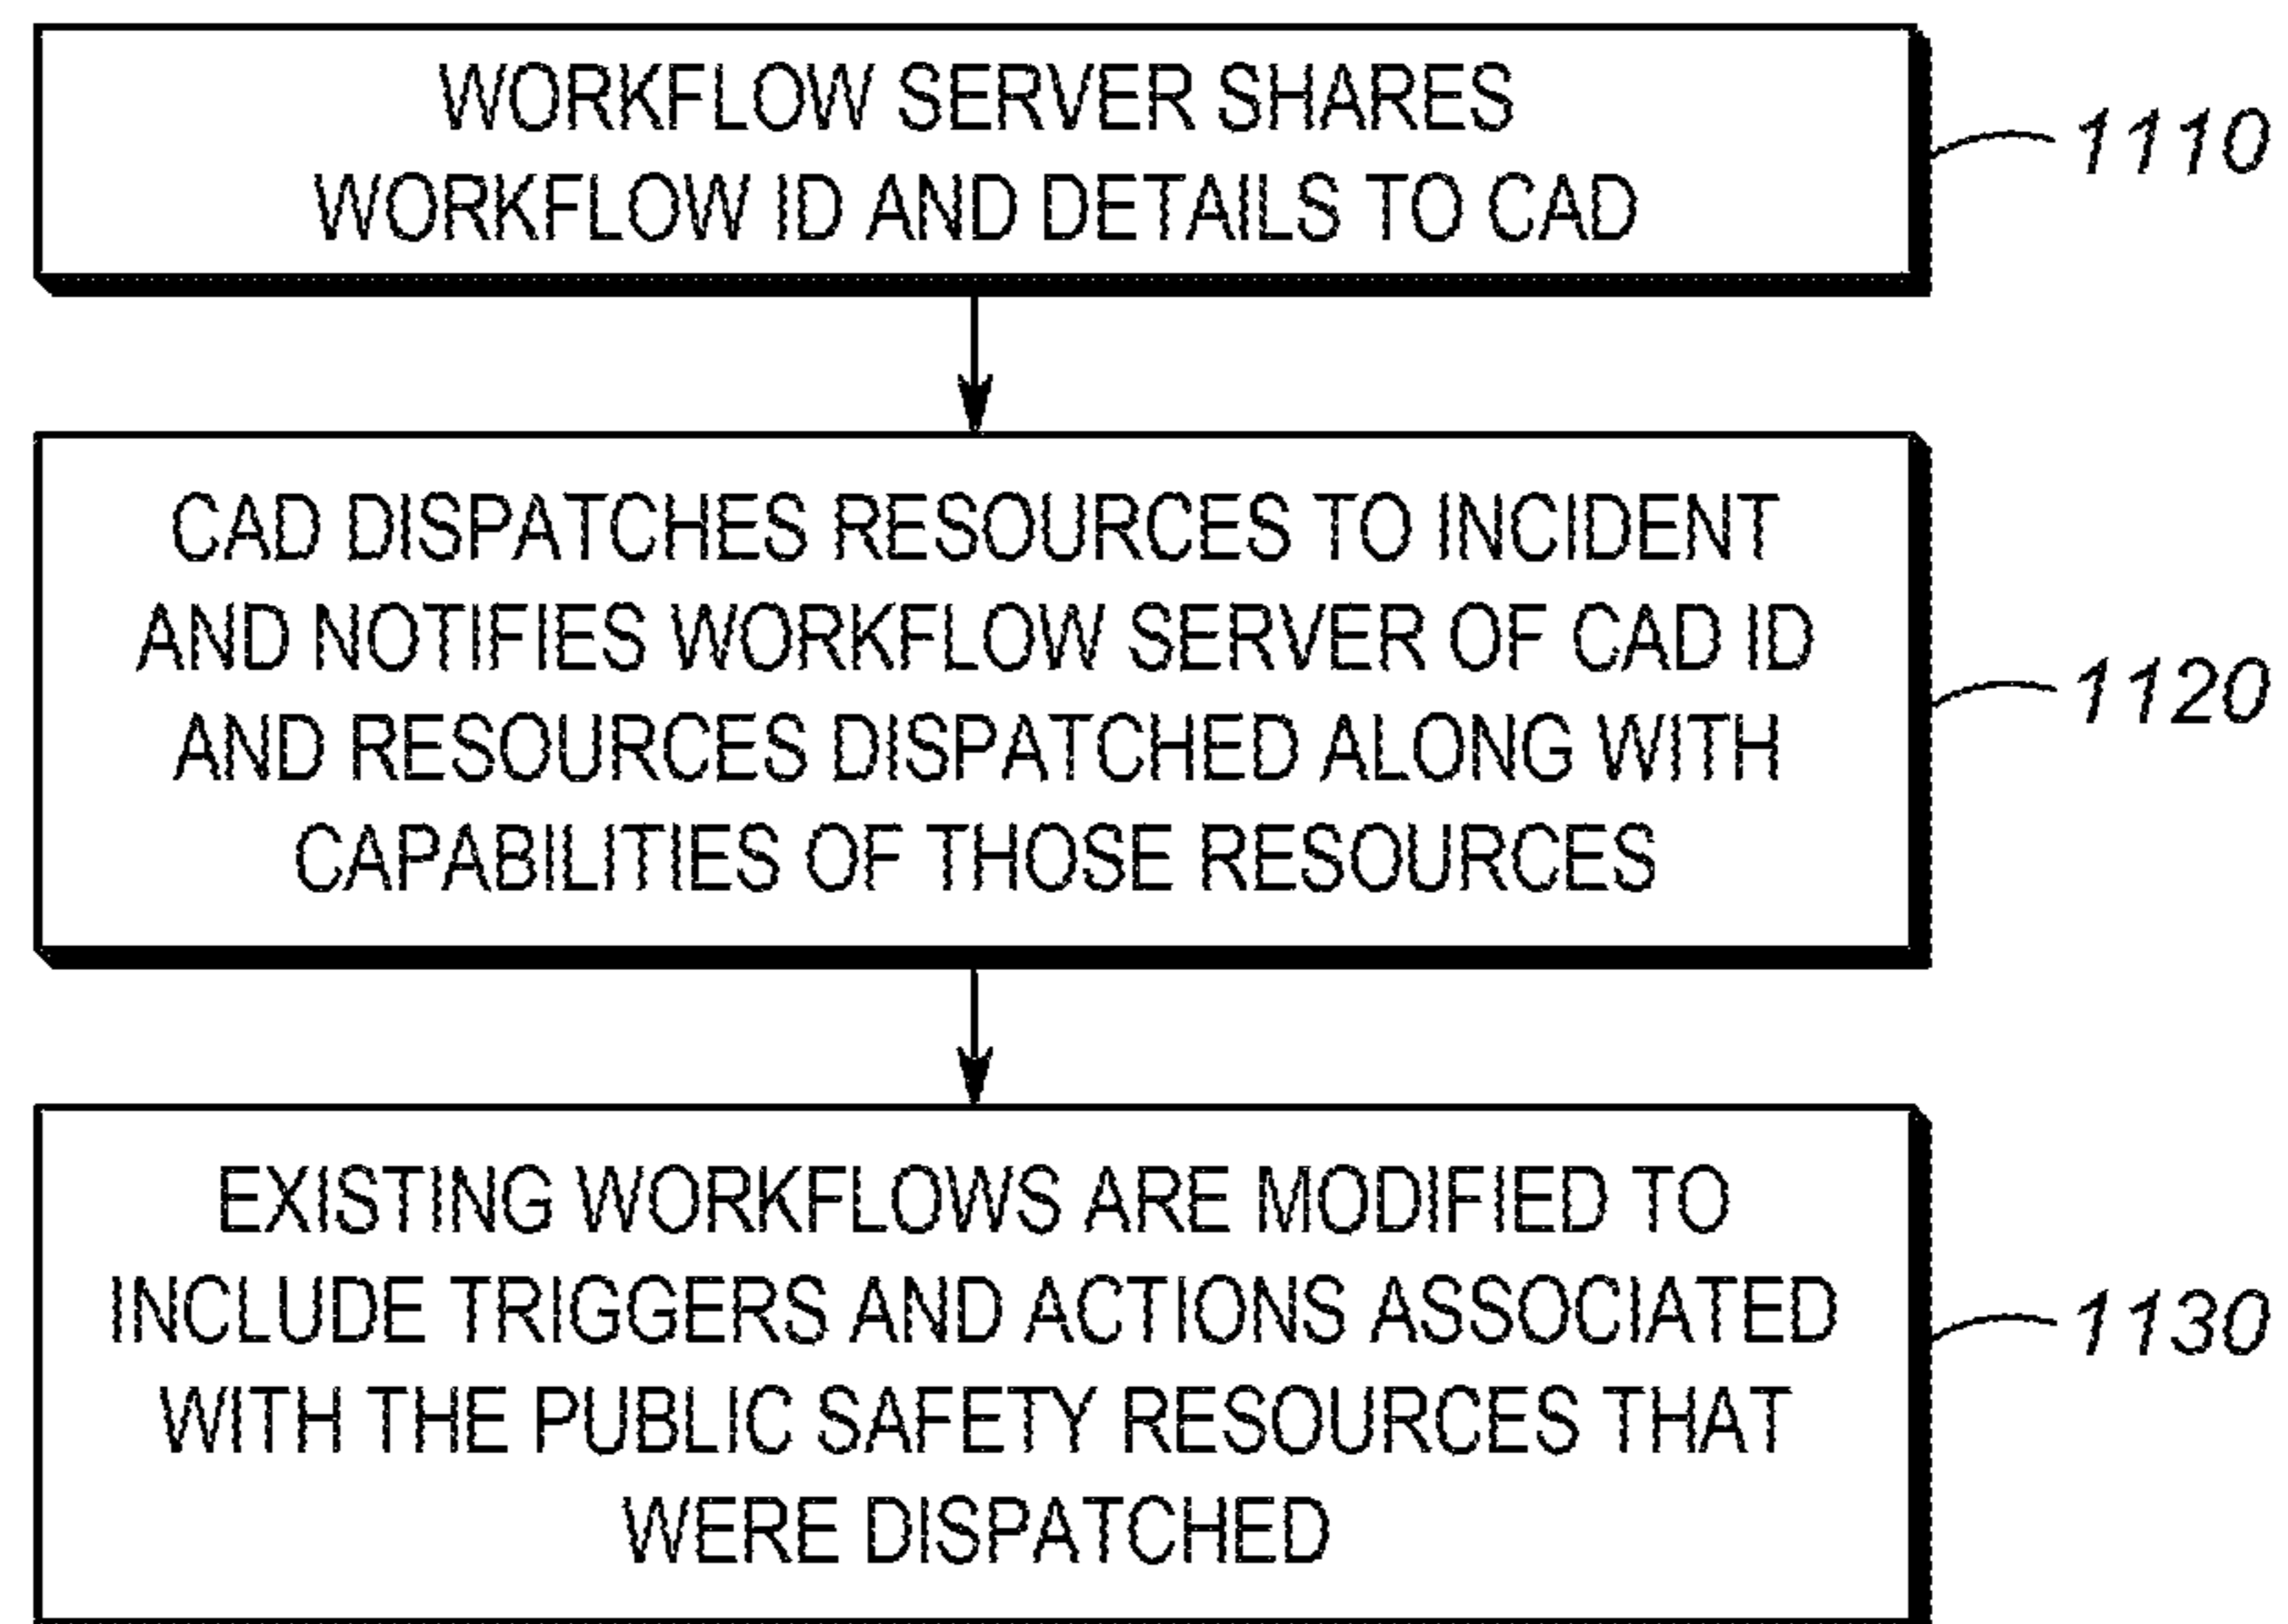 WORKFLOW SERVER SHARES
WORKFLOW ID AND DETAILS TO CAD
1110
CAD DISPATCHES RESOURCES TO INCIDENT
AND NOTIFIES WORKFLOW SERVER OF CAD ID
AND RESOURCES DISPATCHED ALONG WITH
CAPABILITIES OF THOSE RESOURCES
1120
EXISTING WORKFLOWS ARE MODIFIED TO
INCLUDE TRIGGERS AND ACTIONS ASSOCIATED
WITH THE PUBLIC SAFETY RESOURCES THAT
WERE DISPATCHED
1130